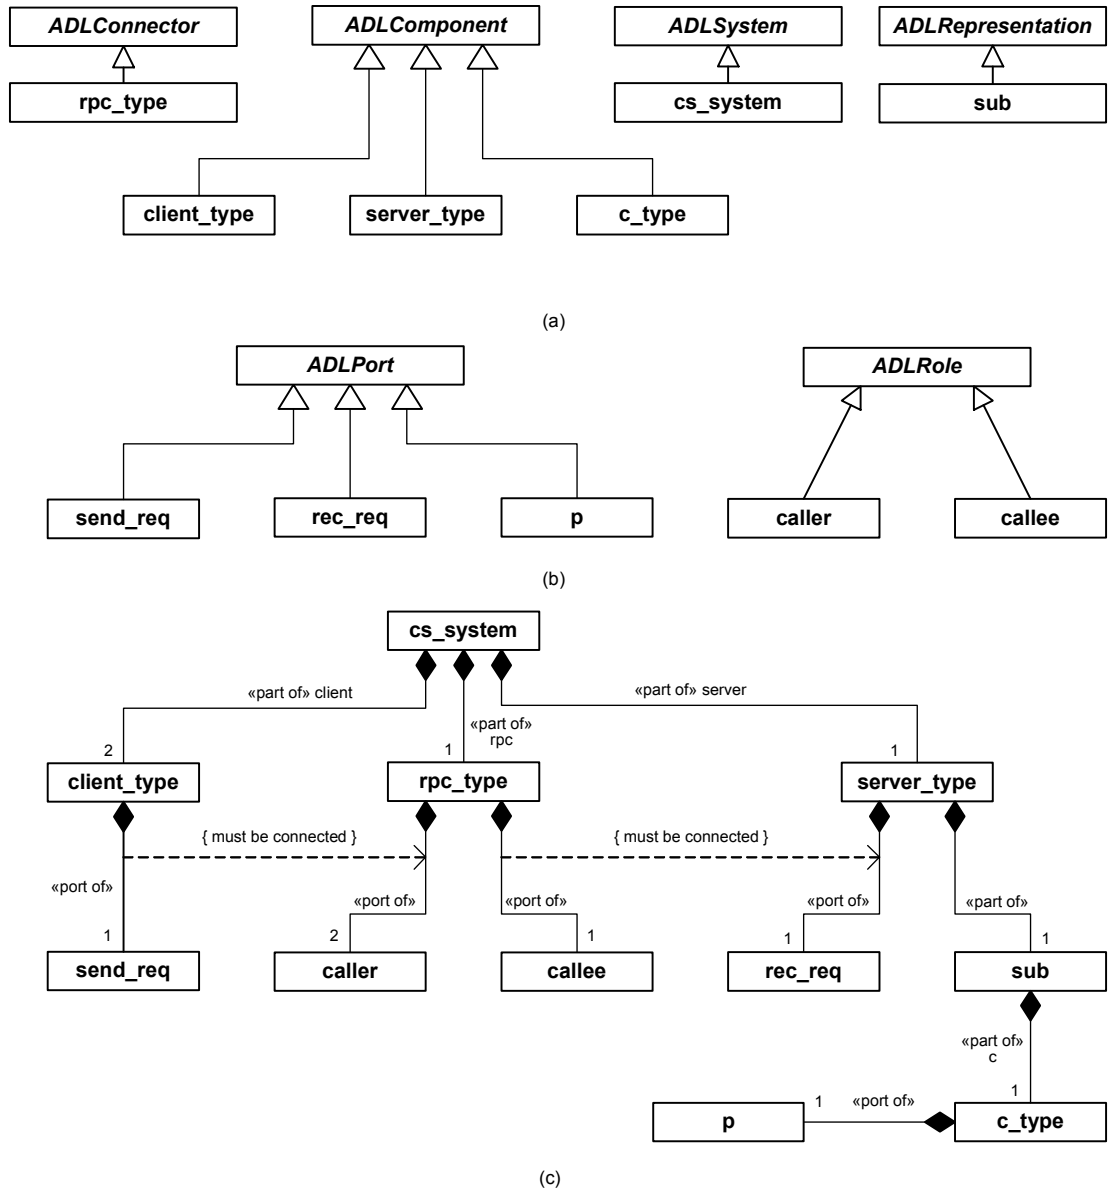 ADLConnector
ADLComponent
ADLSystem
ADLRepresentation
rpc_type
cs_system
sub
client_type
server_type
c_type
(a)
ADLPort
ADLRole
send_req
rec_req
p
caller
callee
(b)
cs_system
«part of» client
«part of» server
«part of»
rpc
2
1
1
client_type
rpc_type
server_type
{ must be connected }
{ must be connected }
«port of»
«port of»
«port of»
«port of»
«part of»
1
2
1
1
1
send_req
caller
callee
rec_req
sub
«part of»
c
1
1
«port of»
p
c_type
(c)